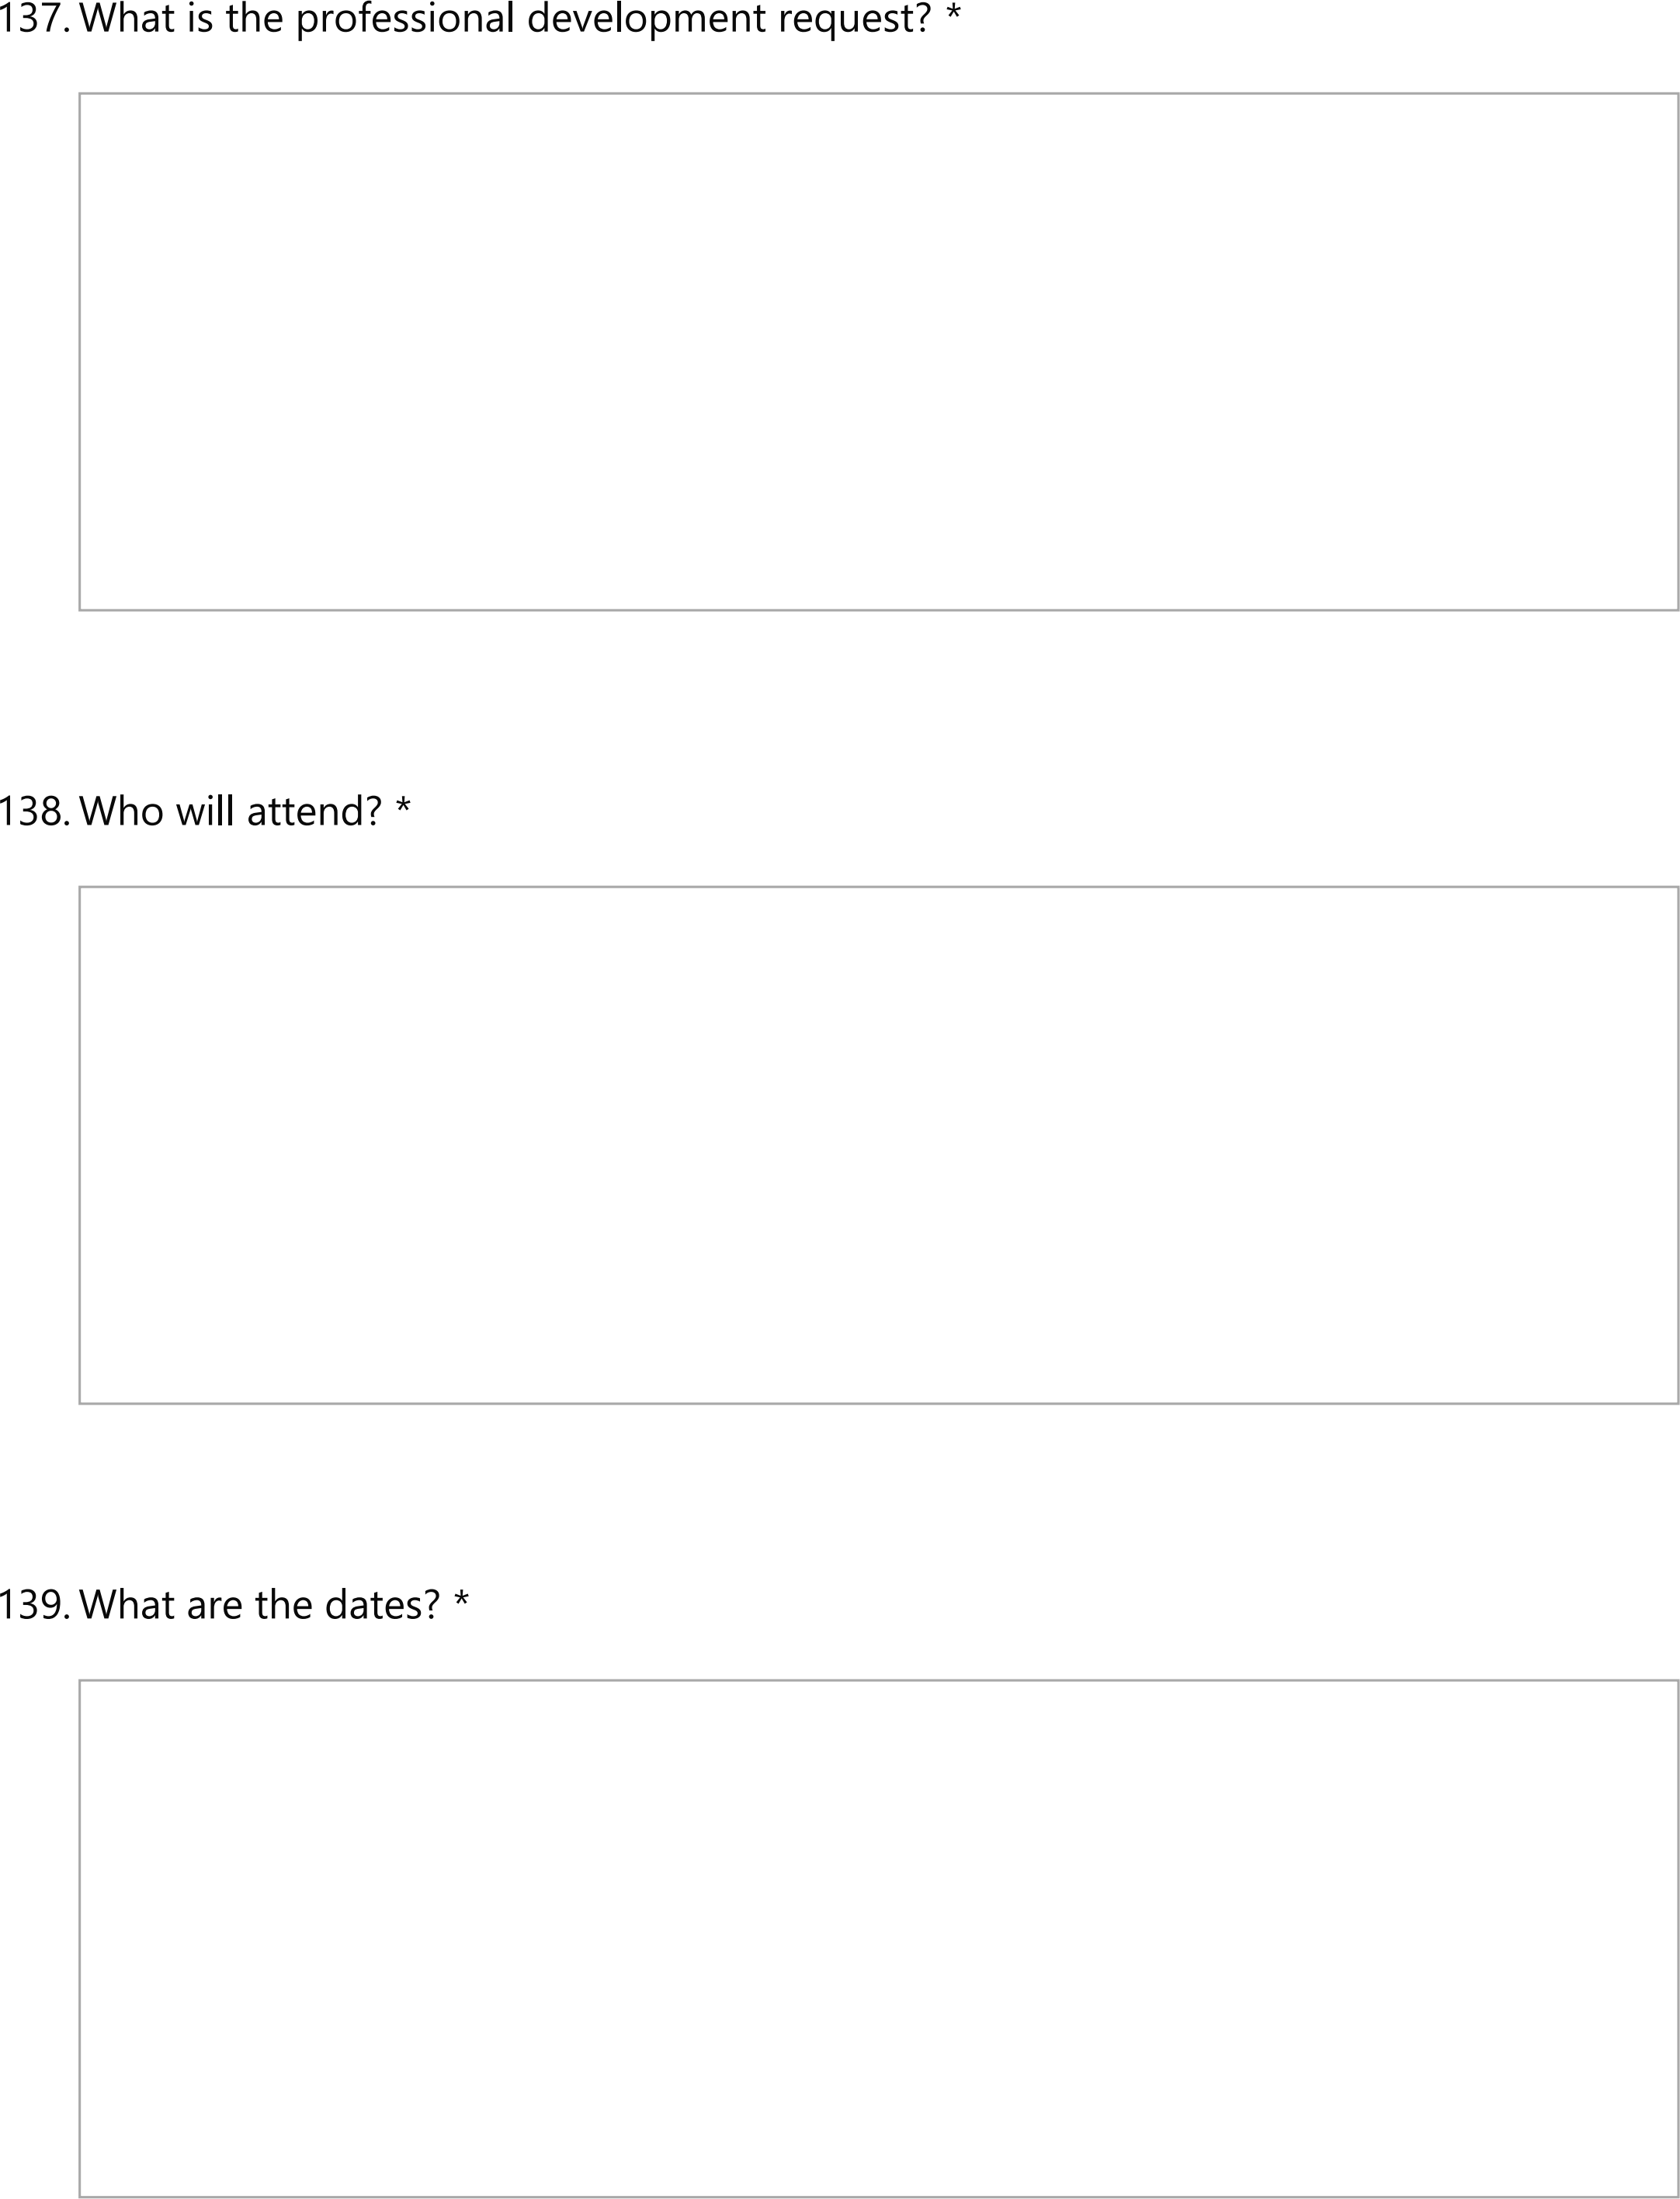 137. What is the professional development request? *
138. Who will attend? *
139. What are the dates? *